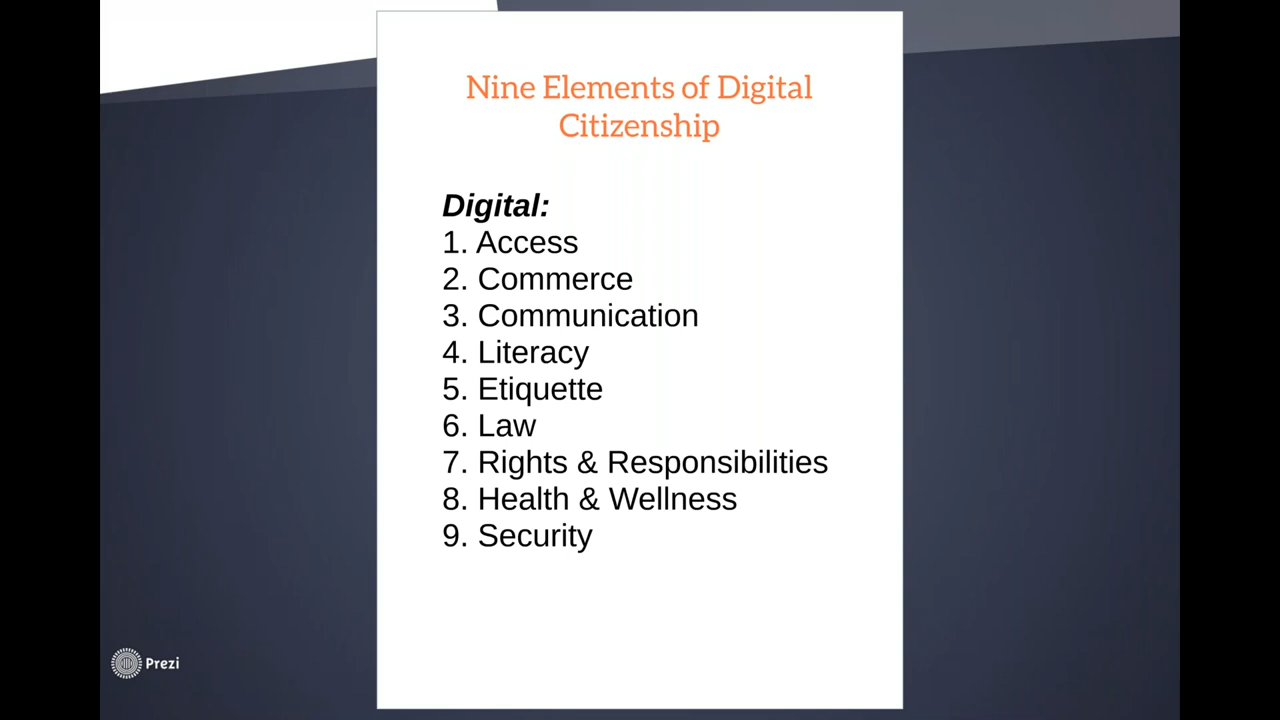 Nine Elements of Digital
Citizenship
Digital:
1. Access
2. Commerce
3. Communication
4. Literacy
5. Etiquette
6. Law
7. Rights & Responsibilities
8. Health & Wellness
9. Security
Prezi